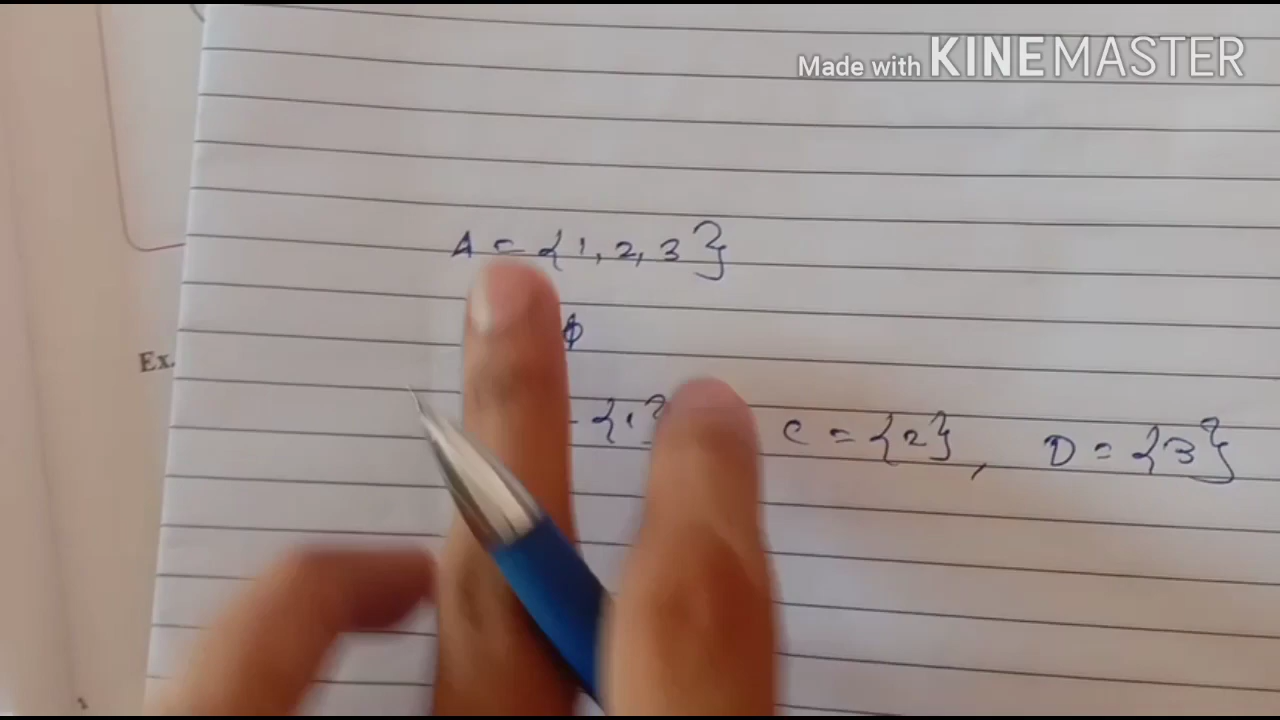 Made with KINEMASTER
A = {1, 2, 3}
ϕ
Ex.
= {1} C = {2}, D = {3}